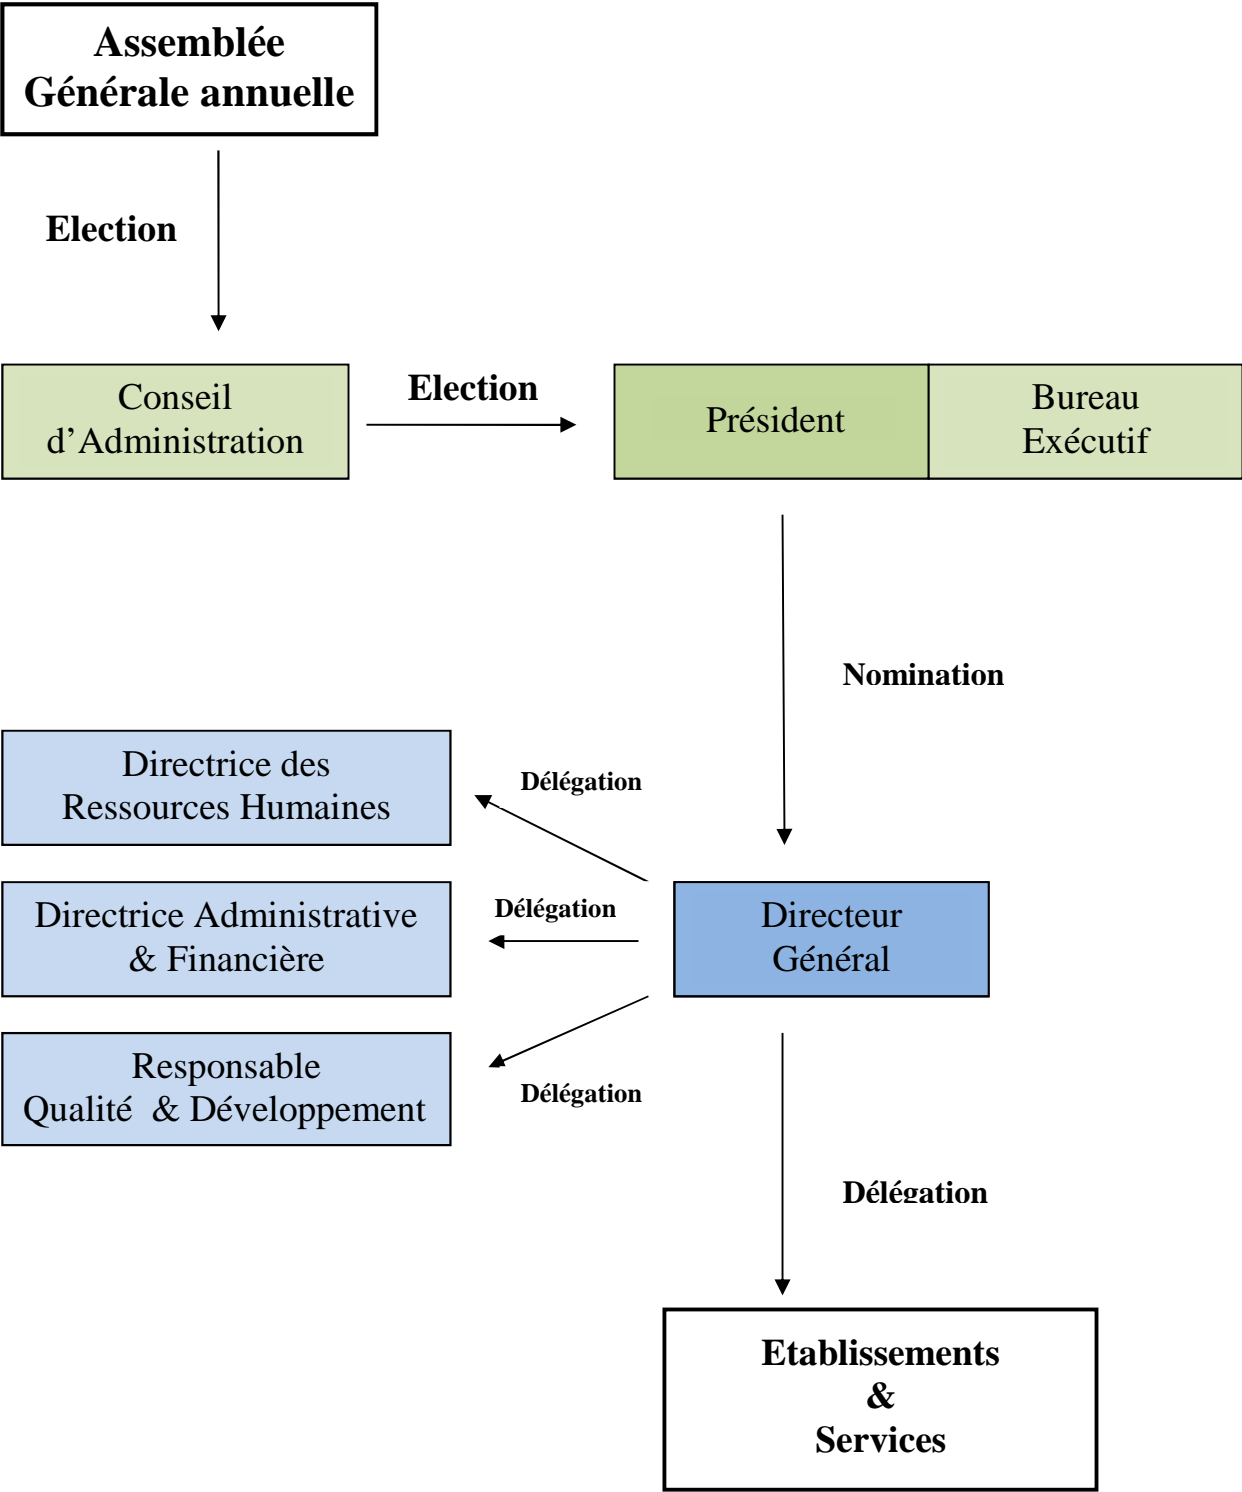 Assemblée
Générale annuelle
Election
Conseil
d’Administration
Election
Président
Bureau
Exécutif
Nomination
Directrice des
Ressources Humaines
Délégation
Directrice Administrative
& Financière
Délégation
Directeur
Général
Responsable
Qualité  & Développement
Délégation
Délégation
Etablissements
&
Services